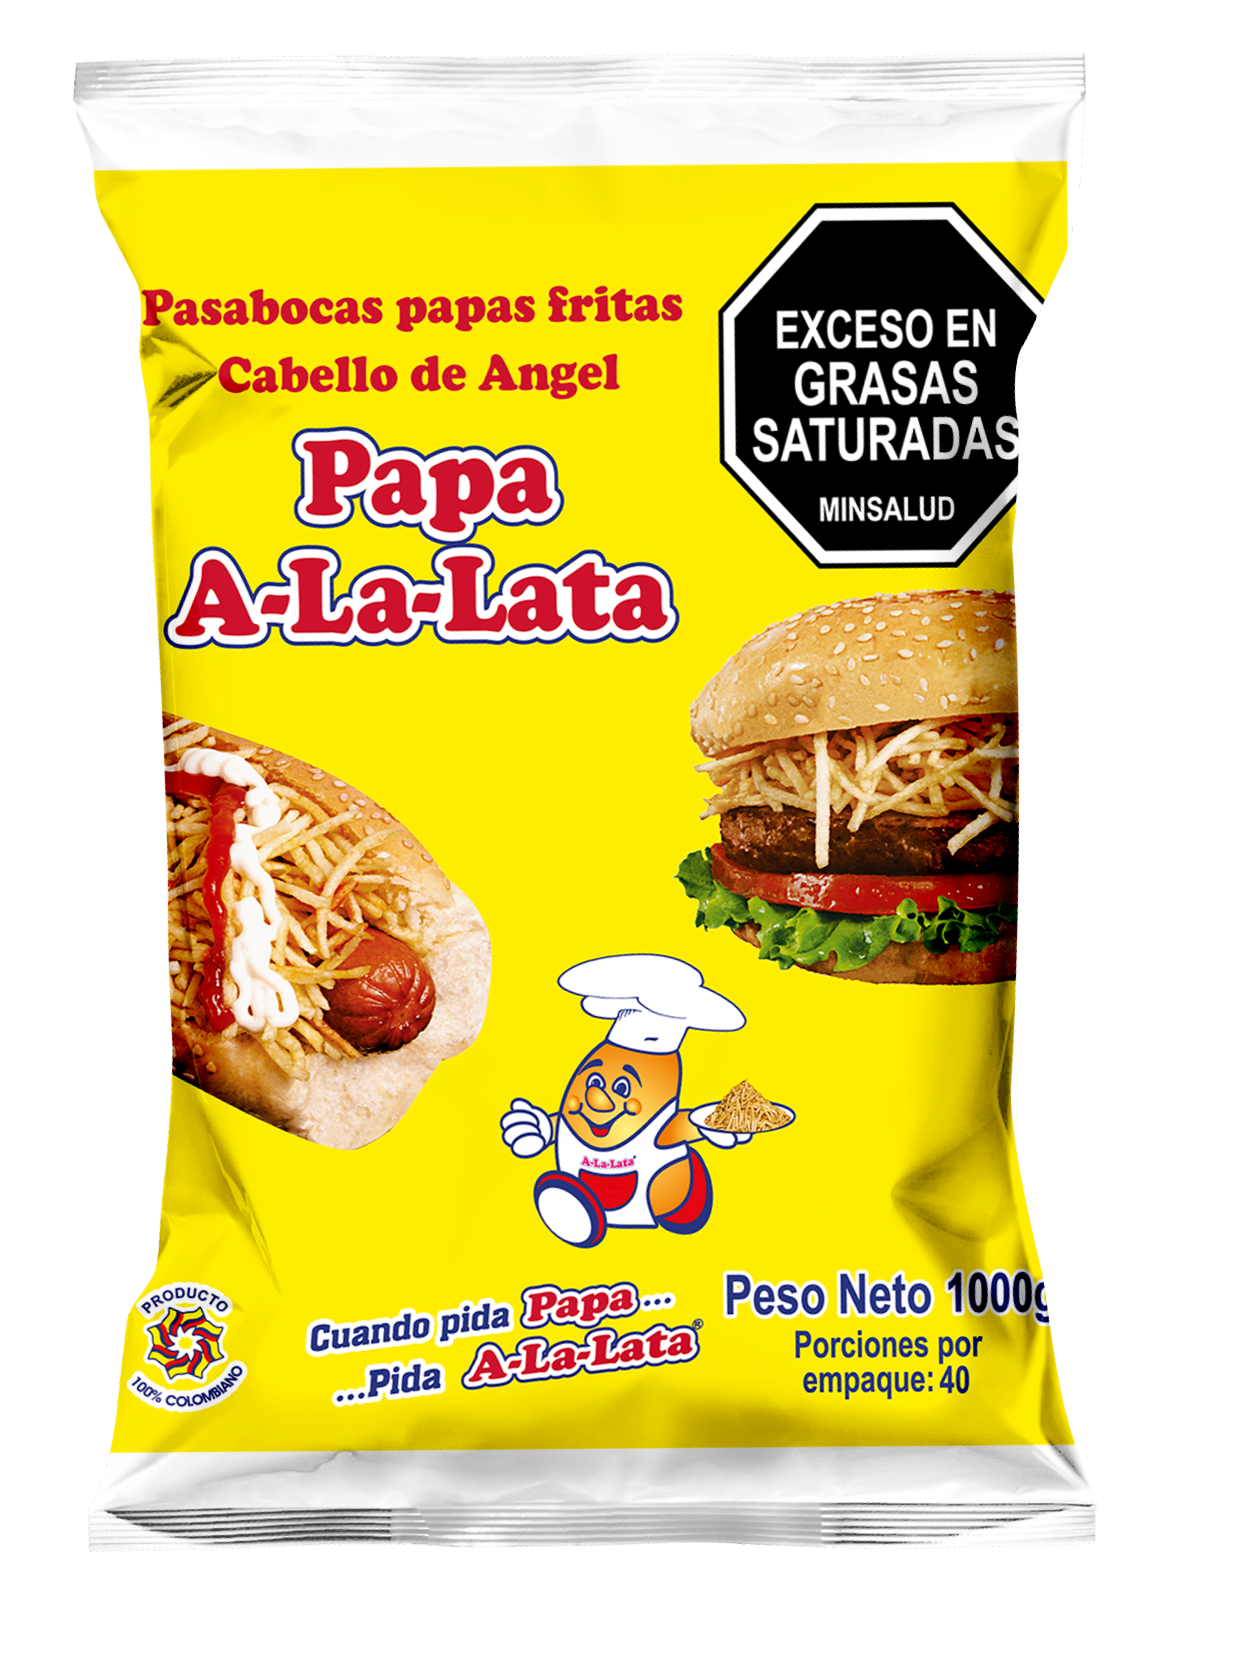 Pasabocas papas fritas
Cabello de Angel
Papa
A-La-Lata
EXCESO EN
GRASAS
SATURADAS
MINSALUD
A-La-Lata
PRODUCTO
100% COLOMBIANO
Cuando pida Papa...
...Pida A-La-Lata®
Peso Neto 1000g
Porciones por
empaque: 40